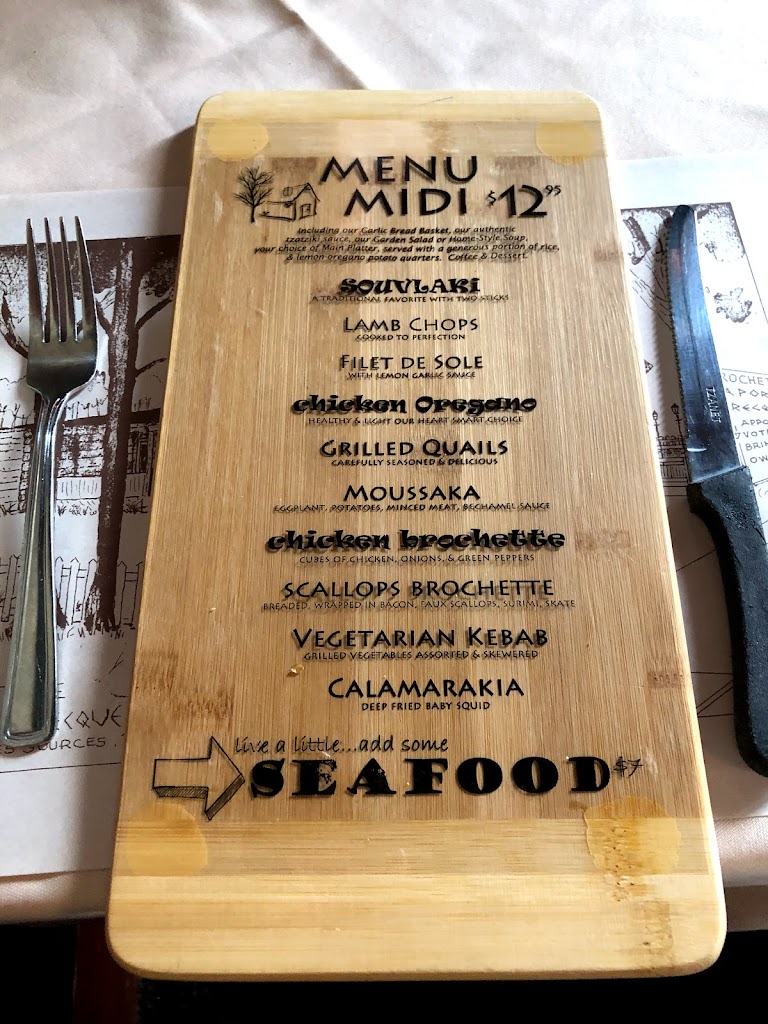 MENU
MIDI $12 95
Including our Garlic Bread Basket, our authentic
tzatziki sauce, our Garden Salad or Home-Style Soup,
your choice of Main Platter, served with a generous portion of rice,
& lemon-oregano potato quarters. Coffee & Dessert.
SOUVLAKI
A TRADITIONAL FAVORITE WITH TWO STICKS
LAMB CHOPS
COOKED TO PERFECTION
FILET DE SOLE
WITH LEMON GARLIC SAUCE
chicken Oregano
HEALTHY & LIGHT OUR HEART SMART CHOICE
GRILLED QUAILS
CAREFULLY SEASONED & DELICIOUS
MOUSSAKA
EGGPLANT, POTATOES, MINCED MEAT, BECHAMEL SAUCE
chicken brochette
CUBES OF CHICKEN, ONIONS, & GREEN PEPPERS
SCALLOPS BROCHETTE
BREADED, WRAPPED IN BACON, FAUX SCALLOPS, SURIMI, SKATE
VEGETARIAN KEBAB
GRILLED VEGETABLES ASSORTED & SKEWERED
CALAMARAKIA
DEEP FRIED BABY SQUID
live a little...add some
SEAFOOD $7
TZANET